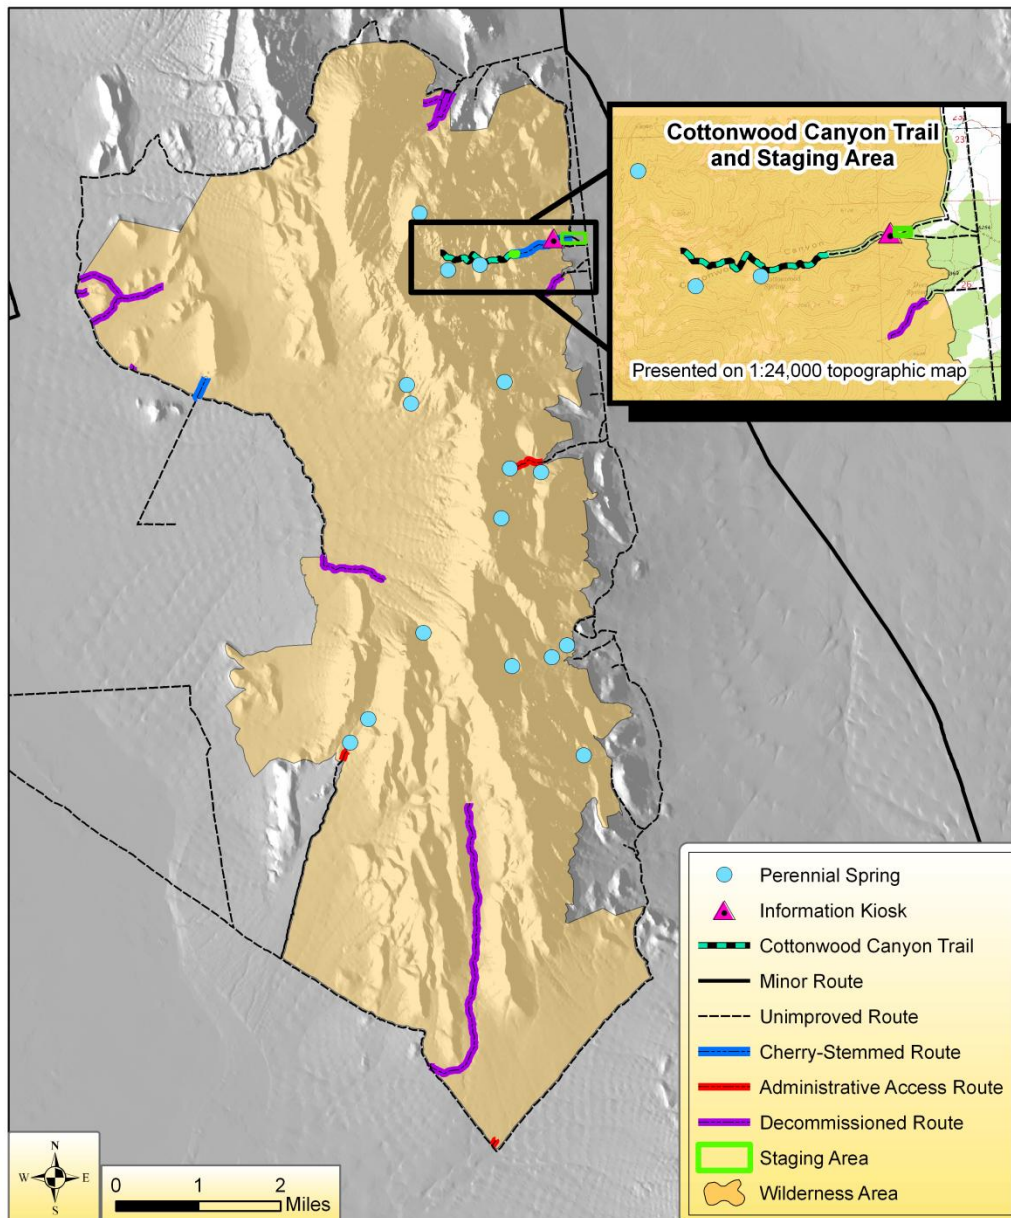 Cottonwood Canyon Trail
and Staging Area
Canyon
Presented on 1:24,000 topographic map
Perennial Spring
Information Kiosk
Cottonwood Canyon Trail
Minor Route
Unimproved Route
Cherry-Stemmed Route
Administrative Access Route
Decommissioned Route
Staging Area
Wilderness Area
N
W E
S
0 1 2
Miles